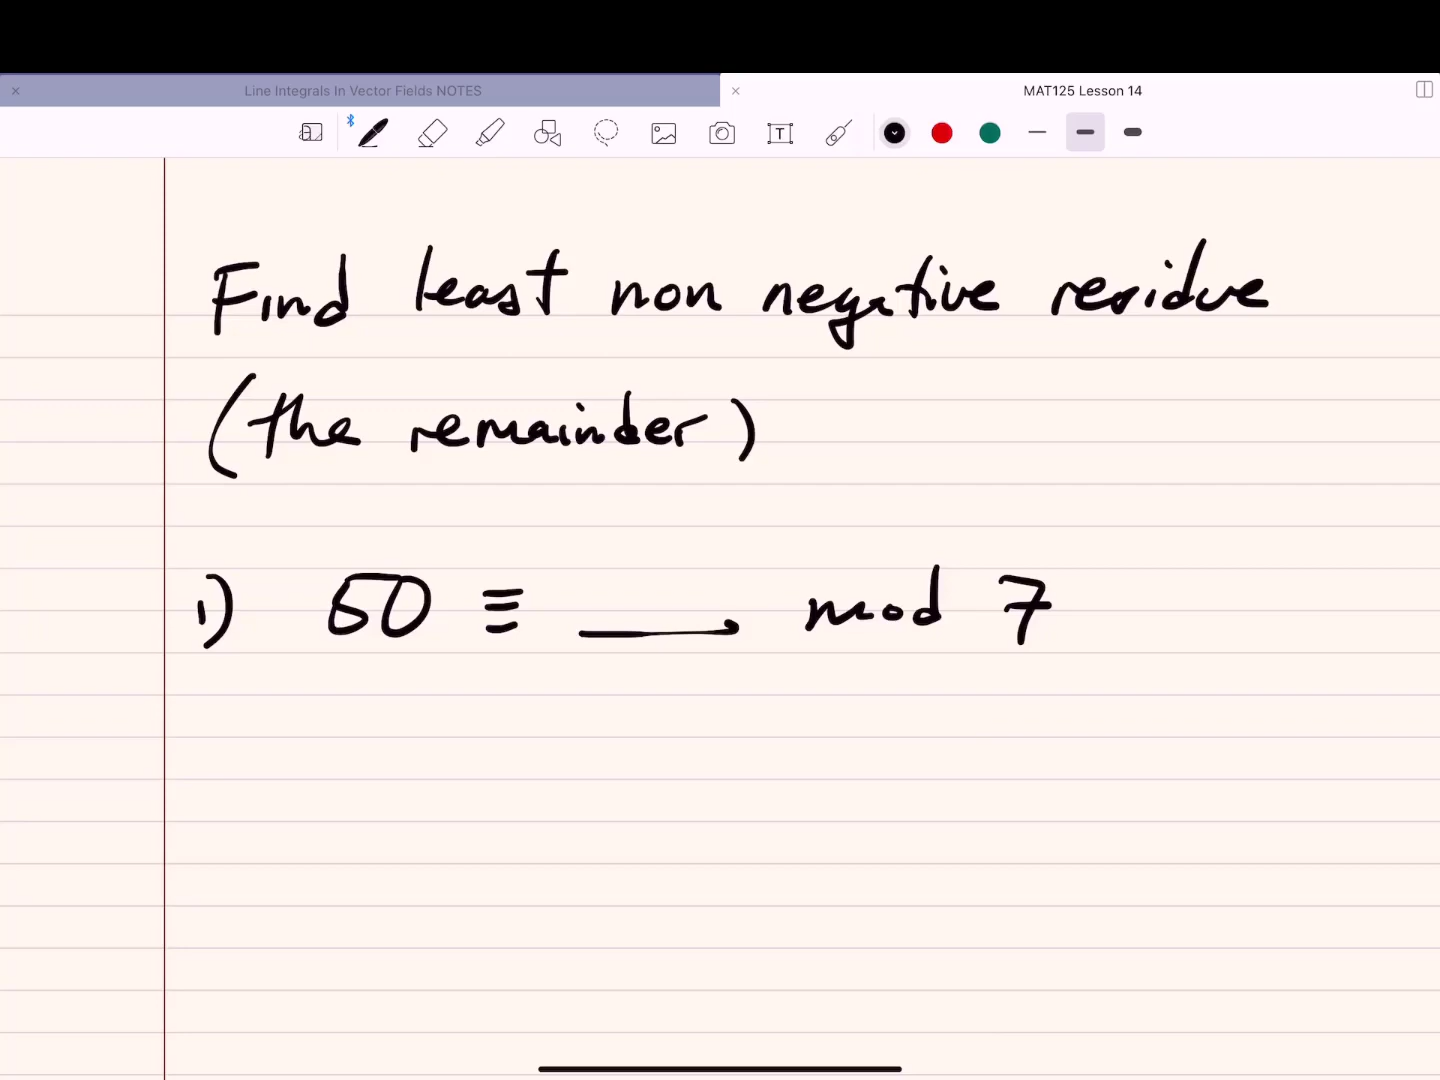 Line Integrals In Vector Fields NOTES
MAT125 Lesson 14
Find least non negative residue
(the remainder)
1) 50 ≡ ____ mod 7